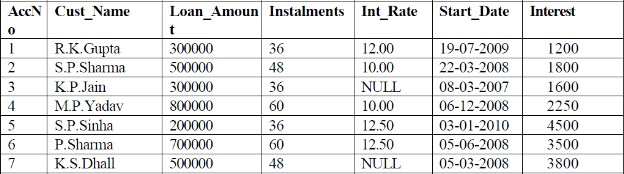 AccNo Cust_Name Loan_Amount Instalments Int_Rate Start_Date Interest
1 R.K.Gupta 300000 36 12.00 19-07-2009 1200
2 S.P.Sharma 500000 48 10.00 22-03-2008 1800
3 K.P.Jain 300000 36 NULL 08-03-2007 1600
4 M.P.Yadav 800000 60 10.00 06-12-2008 2250
5 S.P.Sinha 200000 36 12.50 03-01-2010 4500
6 P.Sharma 700000 60 12.50 05-06-2008 3500
7 K.S.Dhall 500000 48 NULL 05-03-2008 3800